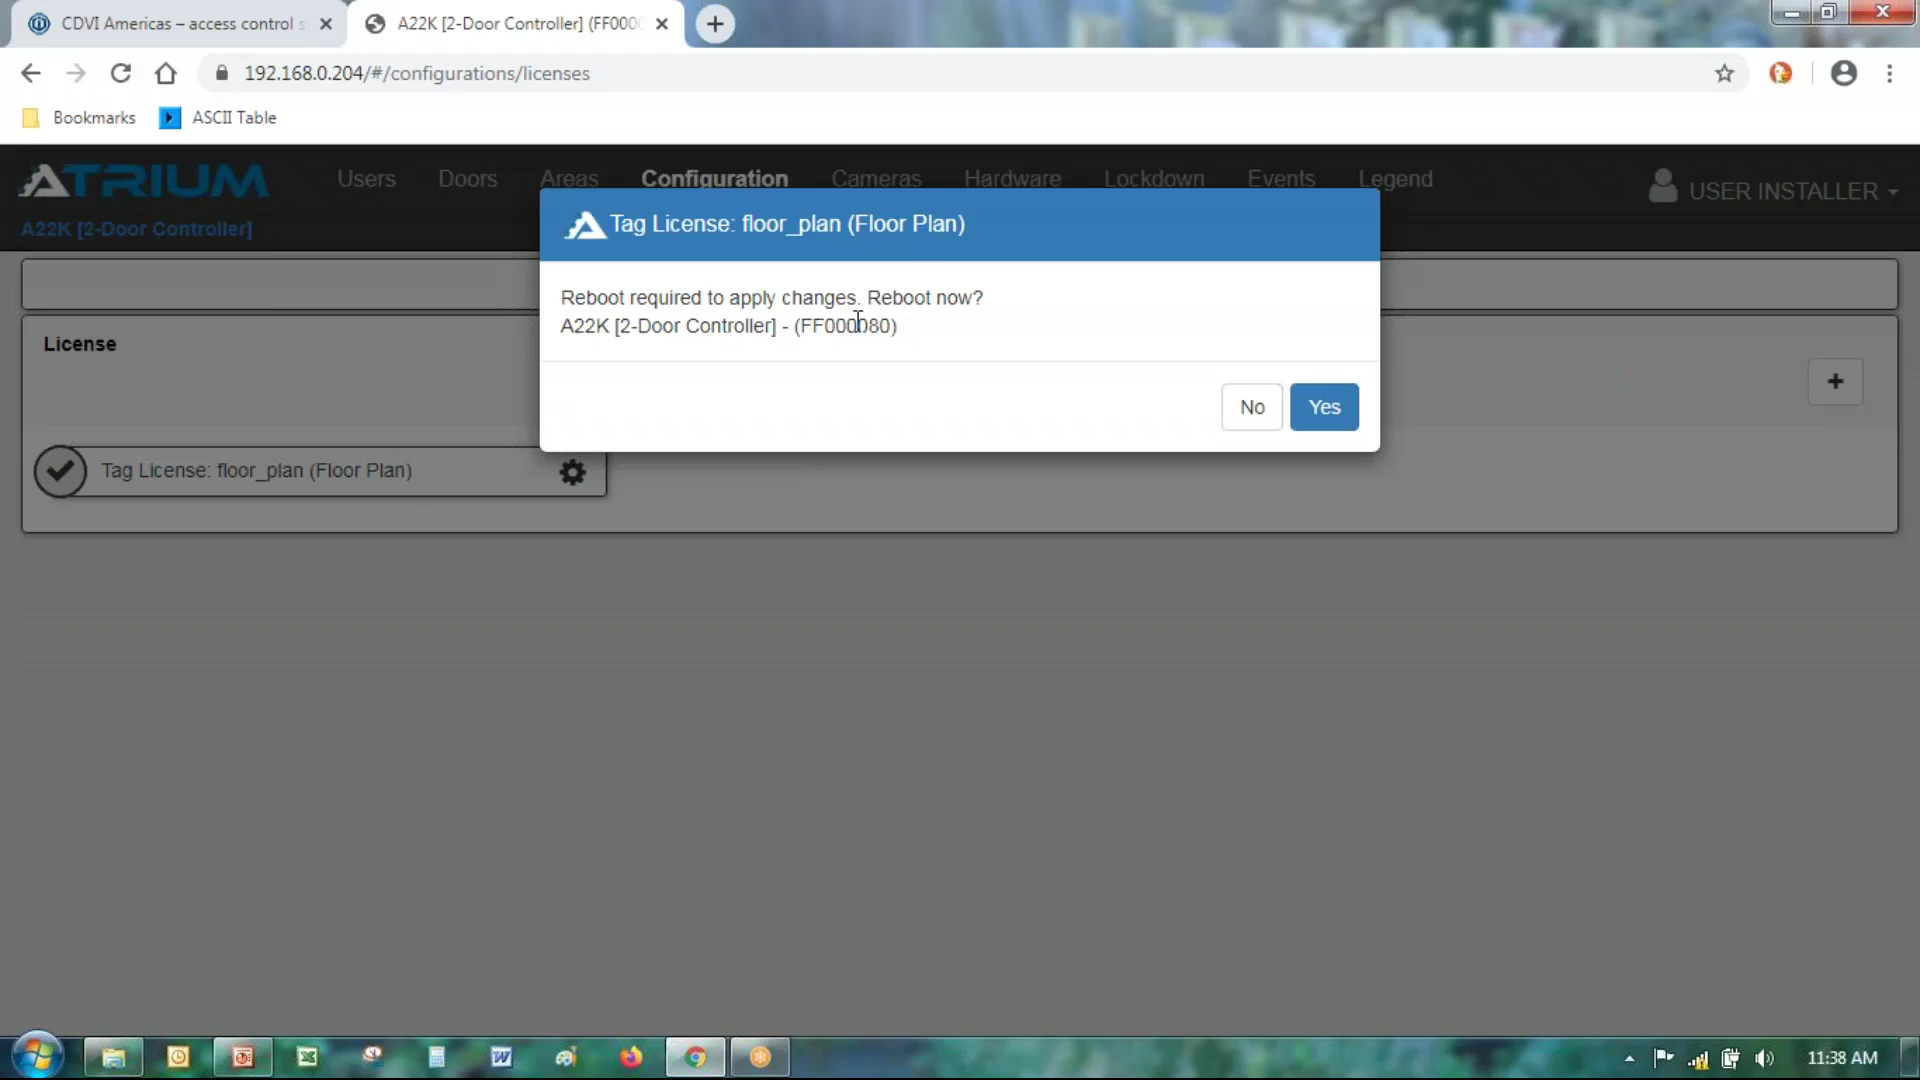 CDVI Americas – access control s
A22K [2-Door Controller] (FF000
192.168.0.204/#/configurations/licenses
Bookmarks
ASCII Table
ATRIUM
Users
Doors
Areas
Configuration
Cameras
Hardware
Lockdown
Events
Legend
USER INSTALLER
A22K [2-Door Controller]
Tag License: floor_plan (Floor Plan)
Reboot required to apply changes. Reboot now?
A22K [2-Door Controller] - (FF000080)
No
Yes
License
+
Tag License: floor_plan (Floor Plan)
11:38 AM